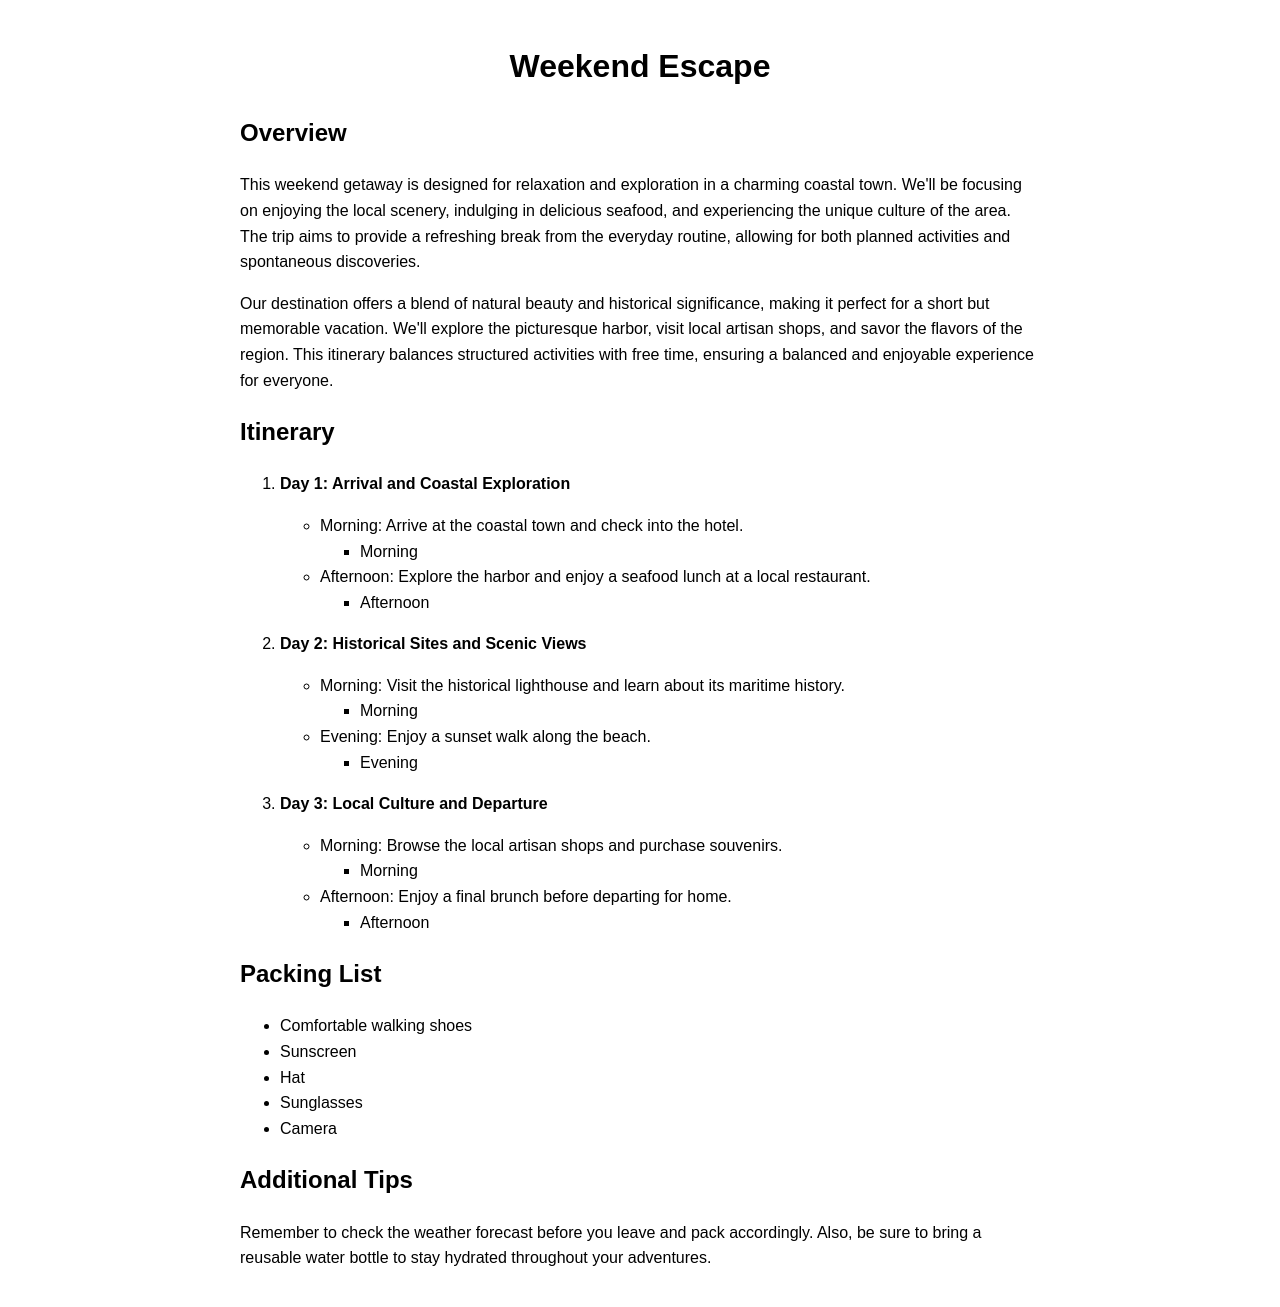 Weekend Escape
Overview
This weekend getaway is designed for relaxation and exploration in a charming coastal town. We'll be focusing
on enjoying the local scenery, indulging in delicious seafood, and experiencing the unique culture of the area.
The trip aims to provide a refreshing break from the everyday routine, allowing for both planned activities and
spontaneous discoveries.
Our destination offers a blend of natural beauty and historical significance, making it perfect for a short but
memorable vacation. We'll explore the picturesque harbor, visit local artisan shops, and savor the flavors of the
region. This itinerary balances structured activities with free time, ensuring a balanced and enjoyable experience
for everyone.
Itinerary
1. Day 1: Arrival and Coastal Exploration
Morning: Arrive at the coastal town and check into the hotel.
Morning
Afternoon: Explore the harbor and enjoy a seafood lunch at a local restaurant.
Afternoon
2. Day 2: Historical Sites and Scenic Views
Morning: Visit the historical lighthouse and learn about its maritime history.
Morning
Evening: Enjoy a sunset walk along the beach.
Evening
3. Day 3: Local Culture and Departure
Morning: Browse the local artisan shops and purchase souvenirs.
Morning
Afternoon: Enjoy a final brunch before departing for home.
Afternoon
Packing List
Comfortable walking shoes
Sunscreen
Hat
Sunglasses
Camera
Additional Tips
Remember to check the weather forecast before you leave and pack accordingly. Also, be sure to bring a
reusable water bottle to stay hydrated throughout your adventures.